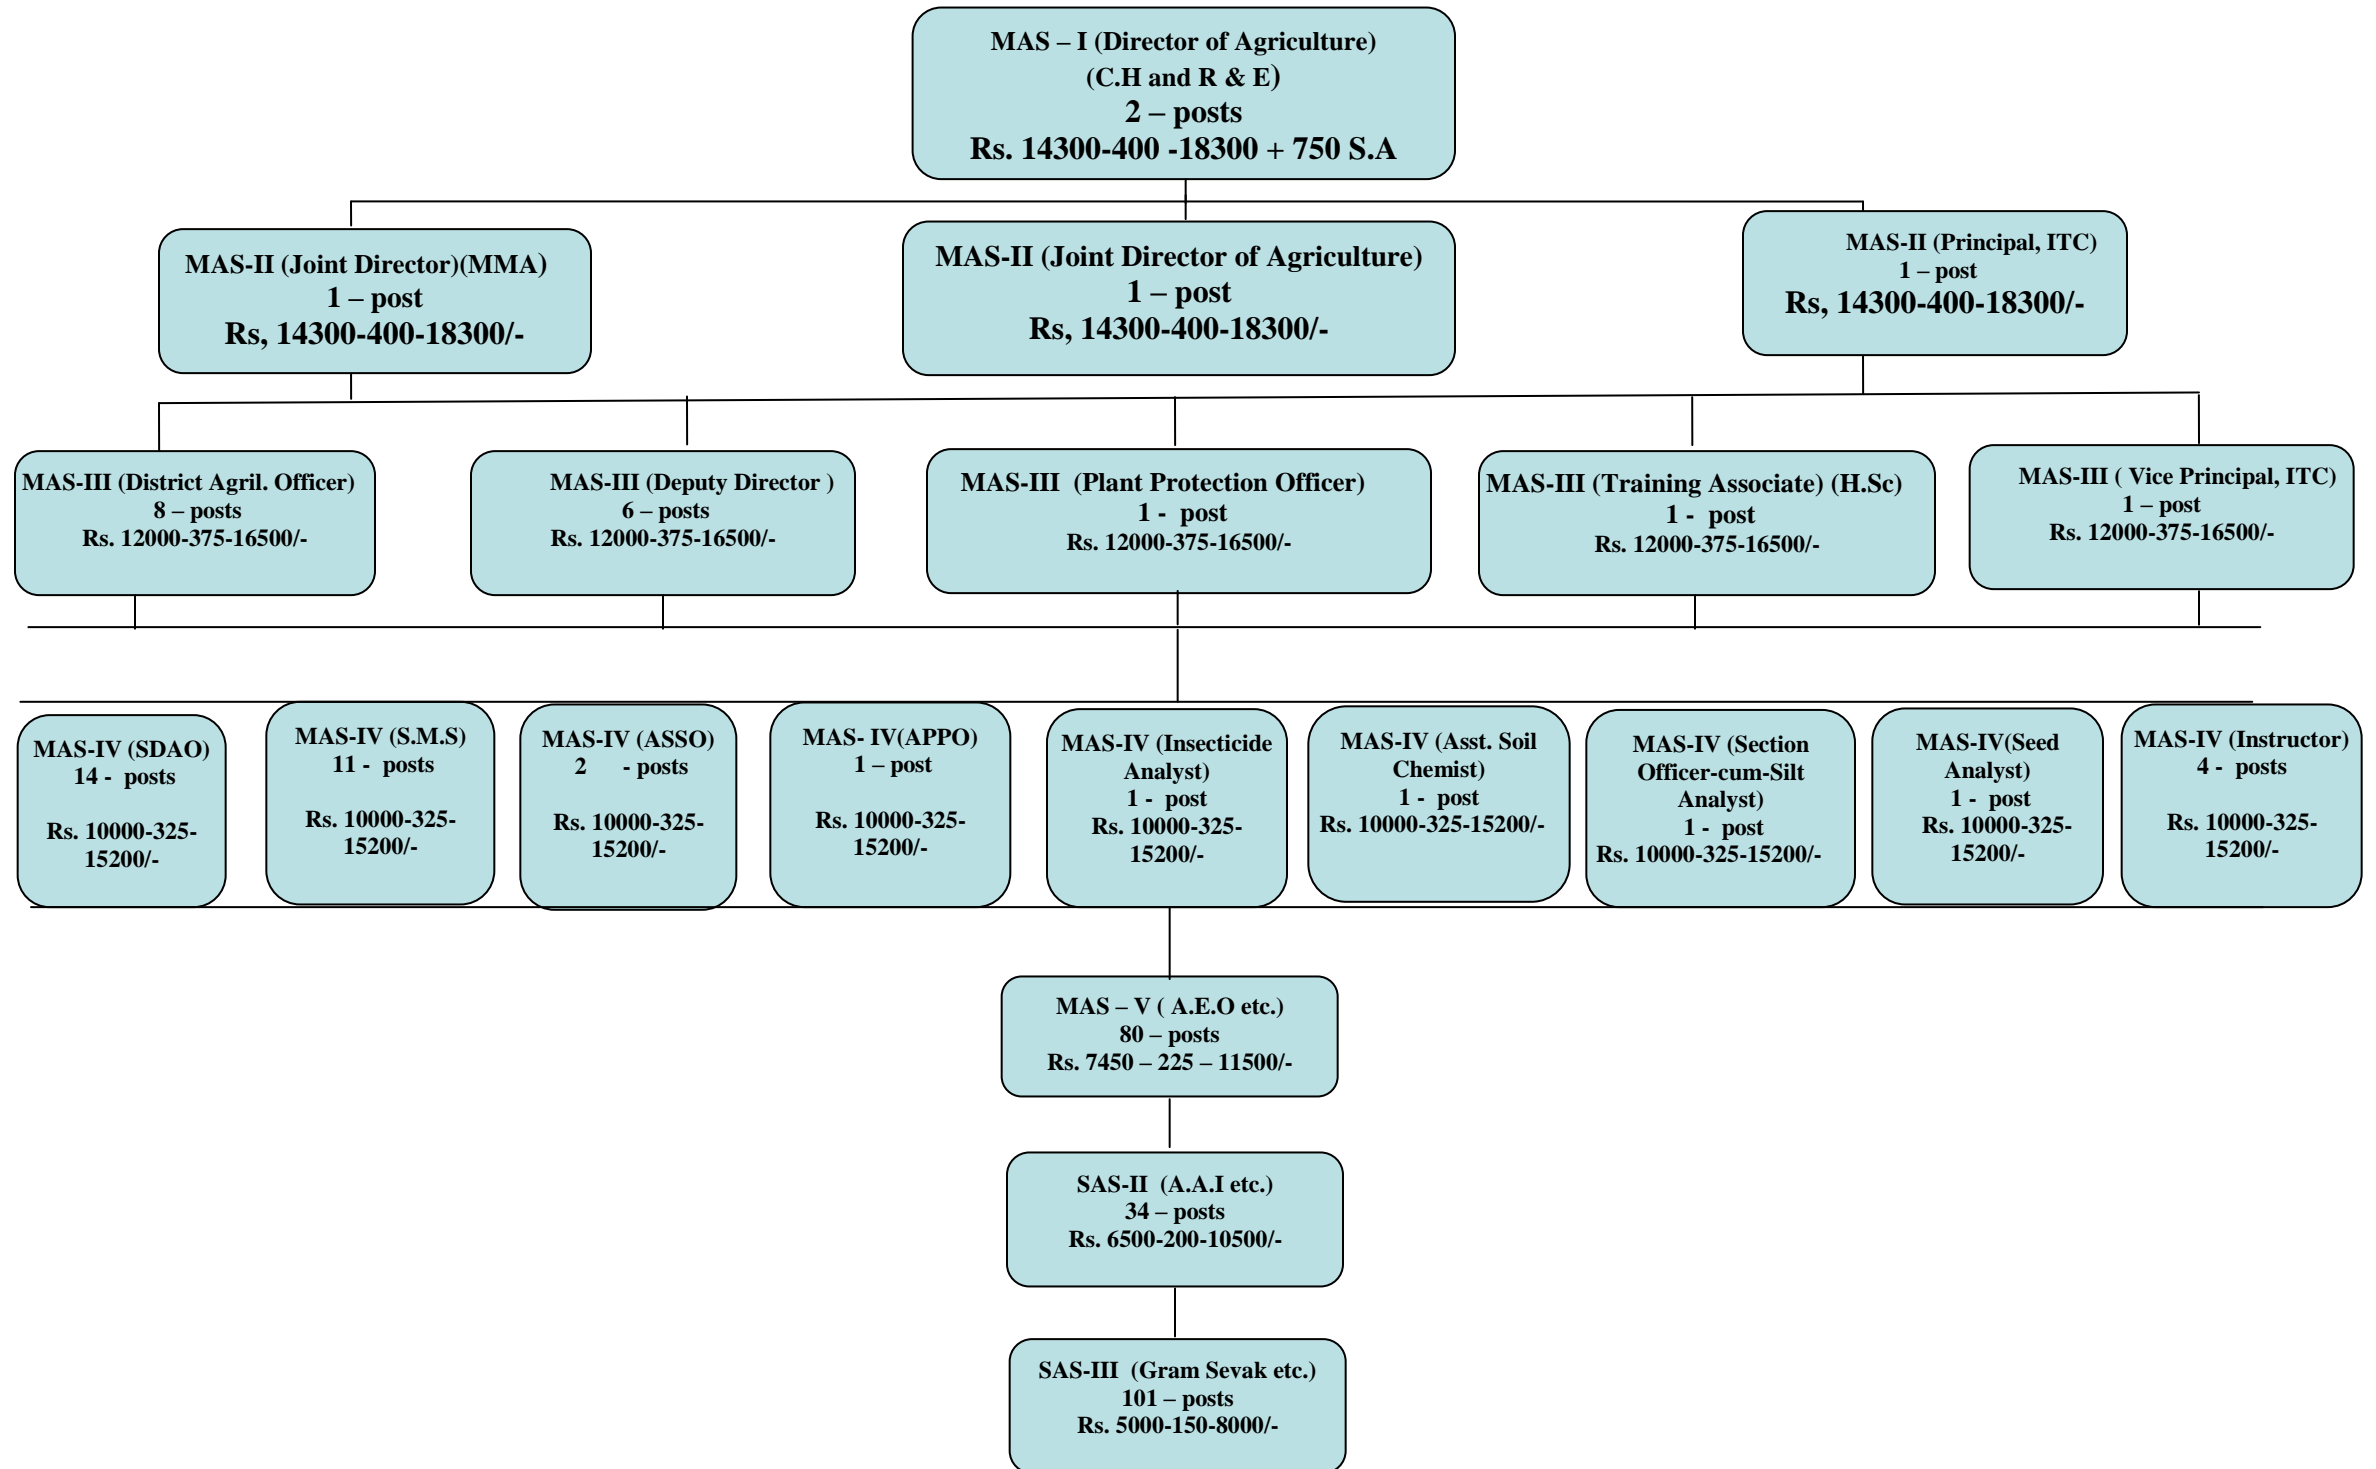 MAS – I (Director of Agriculture)
(C.H and R & E)
2 – posts
Rs. 14300-400 -18300 + 750 S.A
MAS-II (Joint Director)(MMA)
1 – post
Rs, 14300-400-18300/-
MAS-II (Joint Director of Agriculture)
1 – post
Rs, 14300-400-18300/-
MAS-II (Principal, ITC)
1 – post
Rs, 14300-400-18300/-
MAS-III (District Agril. Officer)
8 – posts
Rs. 12000-375-16500/-
MAS-III (Deputy Director )
6 – posts
Rs. 12000-375-16500/-
MAS-III (Plant Protection Officer)
1 - post
Rs. 12000-375-16500/-
MAS-III (Training Associate) (H.Sc)
1 - post
Rs. 12000-375-16500/-
MAS-III ( Vice Principal, ITC)
1 – post
Rs. 12000-375-16500/-
MAS-IV (SDAO)
14 - posts
Rs. 10000-325-
15200/-
MAS-IV (S.M.S)
11 - posts
Rs. 10000-325-
15200/-
MAS-IV (ASSO)
2 - posts
Rs. 10000-325-
15200/-
MAS- IV(APPO)
1 – post
Rs. 10000-325-
15200/-
MAS-IV (Insecticide
Analyst)
1 - post
Rs. 10000-325-
15200/-
MAS-IV (Asst. Soil
Chemist)
1 - post
Rs. 10000-325-15200/-
MAS-IV (Section
Officer-cum-Silt
Analyst)
1 - post
Rs. 10000-325-15200/-
MAS-IV(Seed
Analyst)
1 - post
Rs. 10000-325-
15200/-
MAS-IV (Instructor)
4 - posts
Rs. 10000-325-
15200/-
MAS – V ( A.E.O etc.)
80 – posts
Rs. 7450 – 225 – 11500/-
SAS-II (A.A.I etc.)
34 – posts
Rs. 6500-200-10500/-
SAS-III (Gram Sevak etc.)
101 – posts
Rs. 5000-150-8000/-